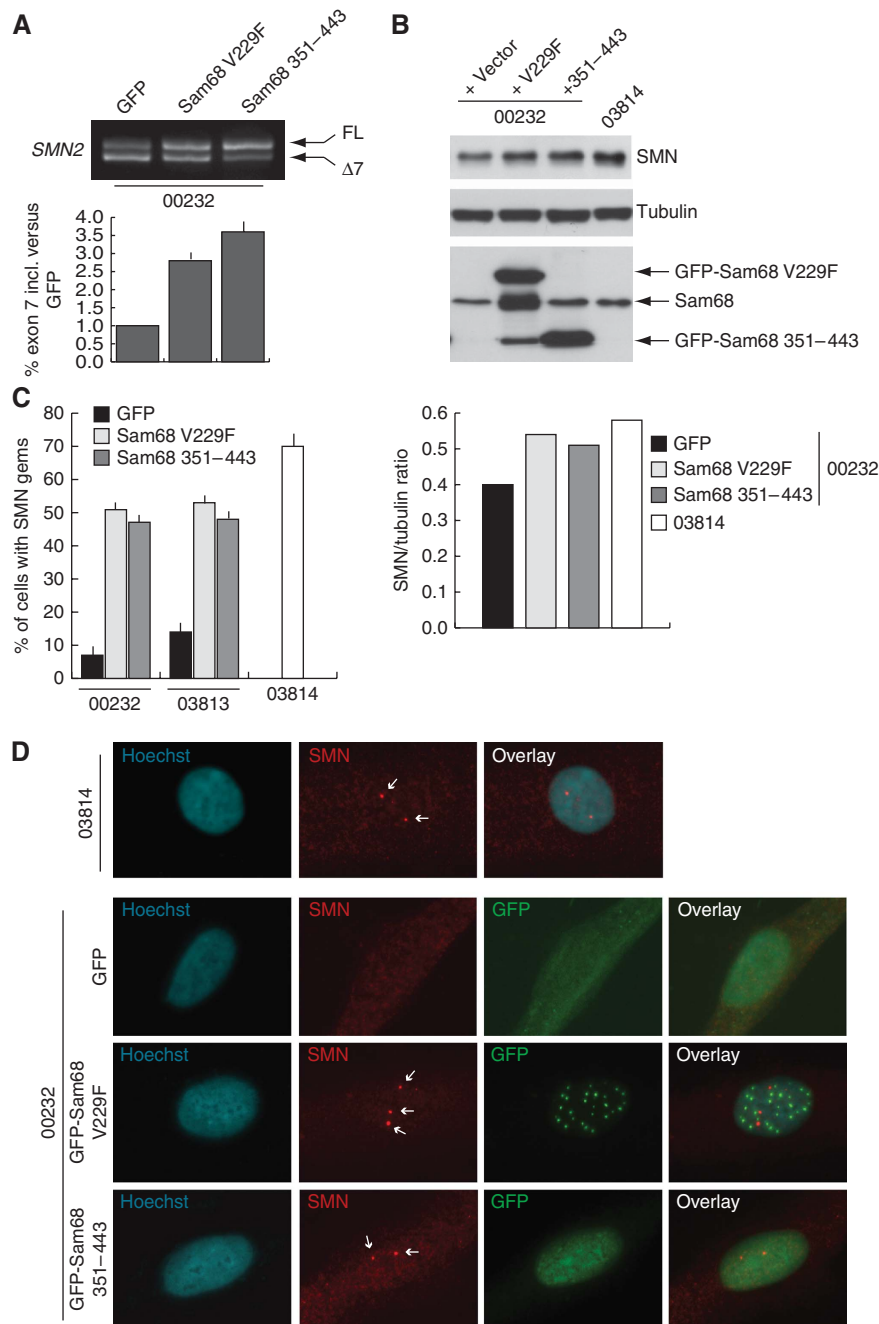 A
GFP
Sam68 V229F
Sam68 351–443
SMN2
FL
Δ7
00232
% exon 7 incl. versus
GFP
4.0
3.5
3.0
2.5
2.0
1.5
1.0
0.5
0.0
B
+ Vector
+ V229F
+351–443
00232
03814
SMN
Tubulin
GFP-Sam68 V229F
Sam68
GFP-Sam68 351–443
C
% of cells with SMN gems
80
70
60
50
40
30
20
10
0
GFP
Sam68 V229F
Sam68 351–443
00232
03813
03814
SMN/tubulin ratio
0.6
0.5
0.4
0.3
0.2
0.1
0.0
GFP
Sam68 V229F
Sam68 351–443
00232
03814
D
03814
Hoechst
SMN
Overlay
00232
GFP
Hoechst
SMN
GFP
Overlay
GFP-Sam68
V229F
Hoechst
SMN
GFP
Overlay
GFP-Sam68
351–443
Hoechst
SMN
GFP
Overlay